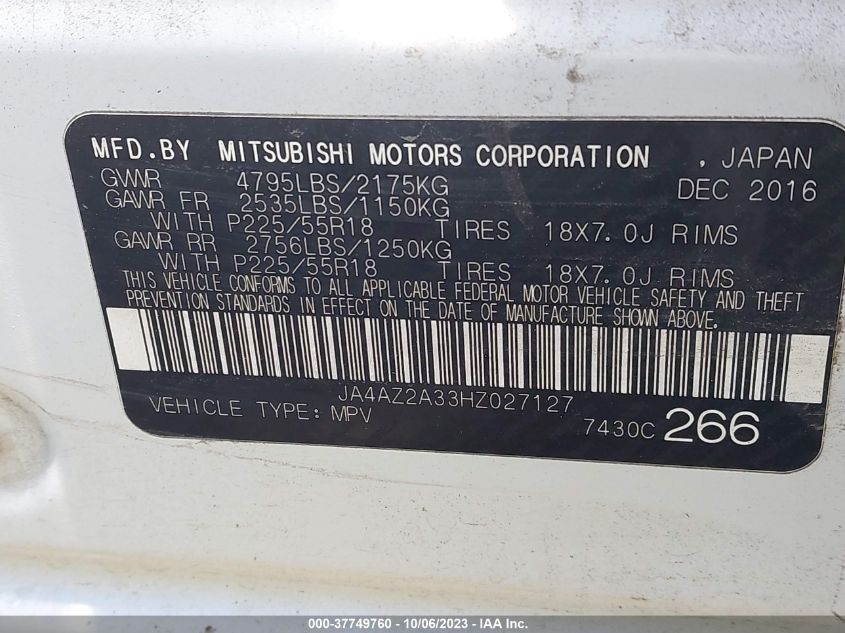 MFD.BY MITSUBISHI MOTORS CORPORATION , JAPAN
GVWR 4795LBS/2175KG DEC 2016
GAWR FR 2535LBS/1150KG
WITH P225/55R18 TIRES 18X7.0J RIMS
GAWR RR 2756LBS/1250KG
WITH P225/55R18 TIRES 18X7.0J RIMS
THIS VEHICLE CONFORMS TO ALL APPLICABLE FEDERAL MOTOR VEHICLE SAFETY AND THEFT
PREVENTION STANDARDS IN EFFECT ON THE DATE OF MANUFACTURE SHOWN ABOVE.
JA4AZ2A33HZ027127
VEHICLE TYPE: MPV 7430C 266
000-37749760 - 10/06/2023 - IAA Inc.